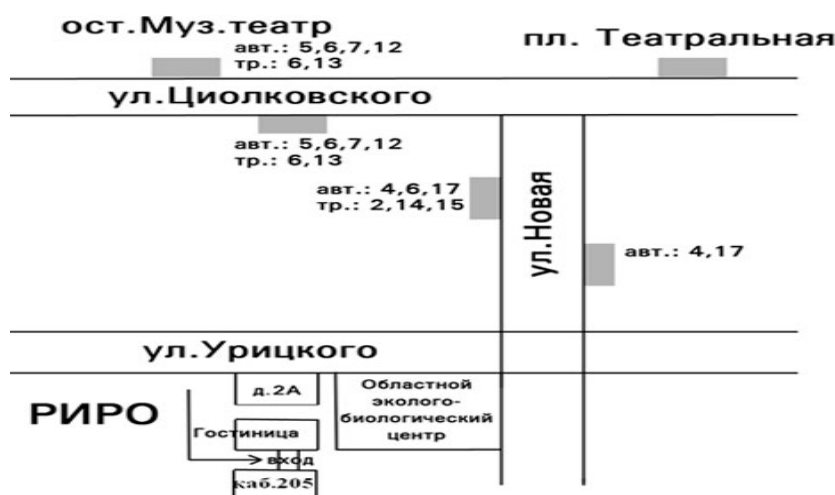 ост.Муз.театр
авт.: 5,6,7,12
тр.: 6,13
пл. Театральная
ул.Циолковского
авт.: 5,6,7,12
тр.: 6,13
авт.: 4,6,17
тр.: 2,14,15
ул.Новая
авт.: 4,17
ул.Урицкого
РИРО
д.2А
Гостиница
вход
каб.205
Областной
эколого-
биологический
центр